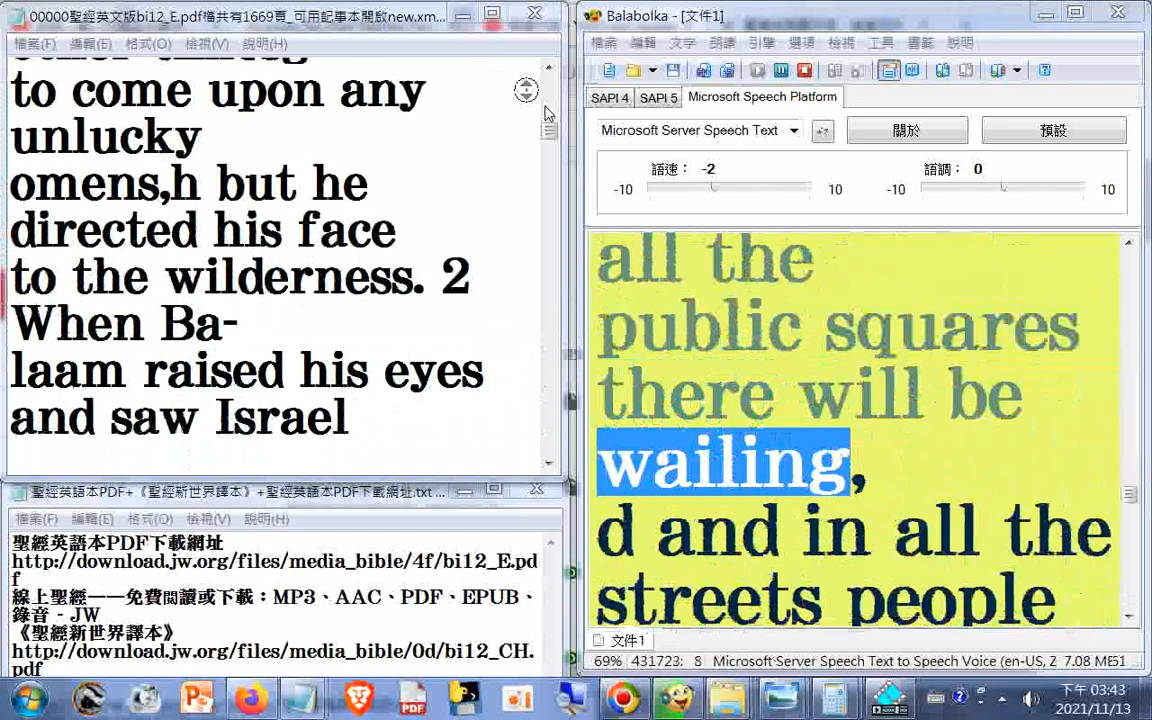 00000聖經英文版bi12_E.pdf檔共有1669頁_可用記事本開啟new.xm...
檔案(F) 編輯(E) 格式(O) 檢視(V) 說明(H)
to come upon any
unlucky
omens,h but he
directed his face
to the wilderness. 2
When Ba-
laam raised his eyes
and saw Israel
聖經英語本PDF+《聖經新世界譯本》+聖經英語本PDF下載網址.txt ...
檔案(F) 編輯(E) 格式(O) 檢視(V) 說明(H)
聖經英語本PDF下載網址
http://download.jw.org/files/media_bible/4f/bi12_E.pd
f
線上聖經——免費閱讀或下載：MP3、AAC、PDF、EPUB、
錄音 - JW
《聖經新世界譯本》
http://download.jw.org/files/media_bible/0d/bi12_CH.
pdf
Balabolka - [文件1]
檔案 編輯 文字 朗讀 引擎 選項 檢視 工具 書籤 說明
SAPI 4 SAPI 5 Microsoft Speech Platform
Microsoft Server Speech Text 關於 預設
語速： -2 語調： 0
-10 10 -10 10
all the
public squares
there will be
wailing,
d and in all the
streets people
文件1
69% 431723: 8 Microsoft Server Speech Text to Speech Voice (en-US, Z 7.08 ME51
下午 03:43
2021/11/13